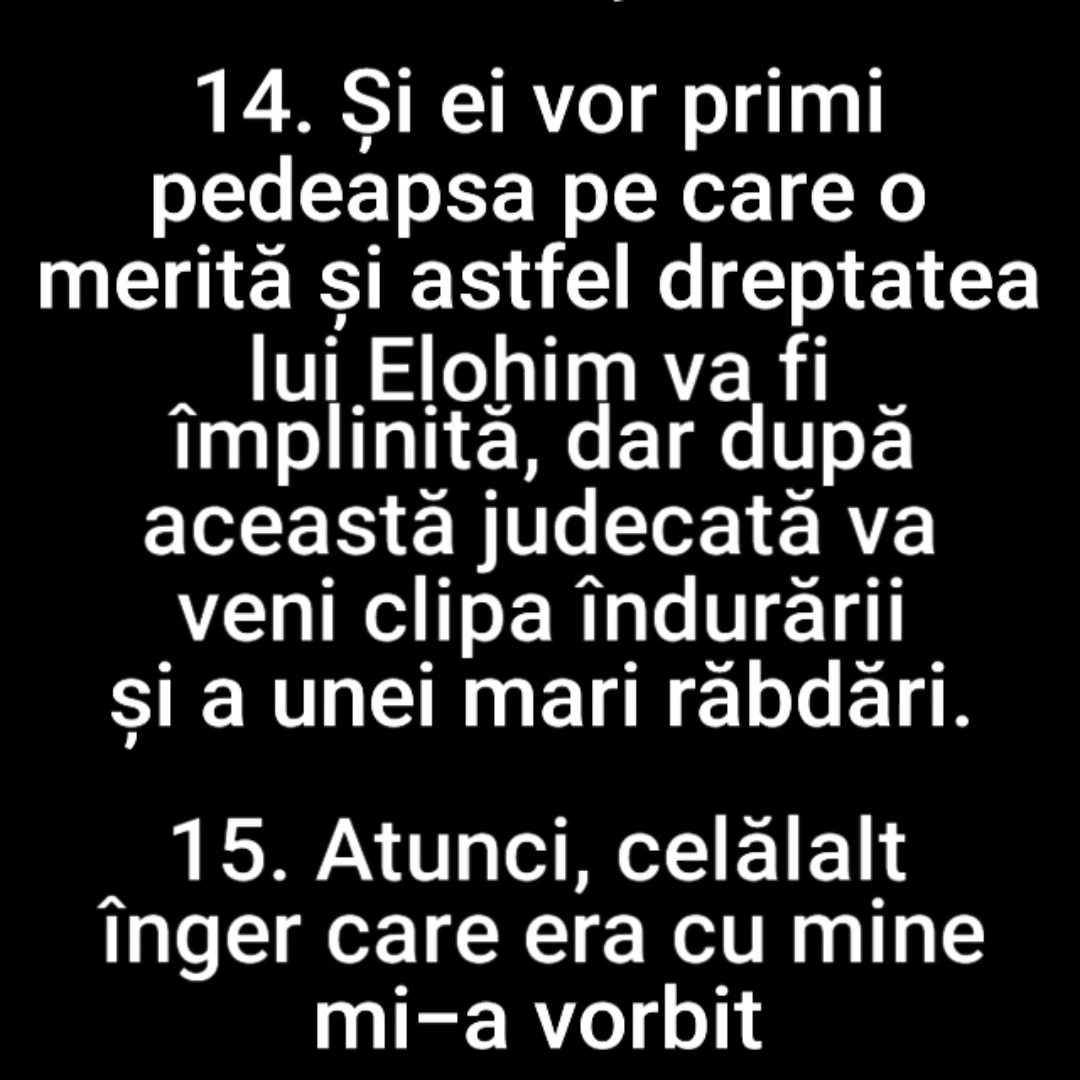 14. Și ei vor primi
pedeapsa pe care o
merită și astfel dreptatea
lui Elohim va fi
împlinită, dar după
această judecată va
veni clipa îndurării
și a unei mari răbdări.
15. Atunci, celălalt
înger care era cu mine
mi–a vorbit